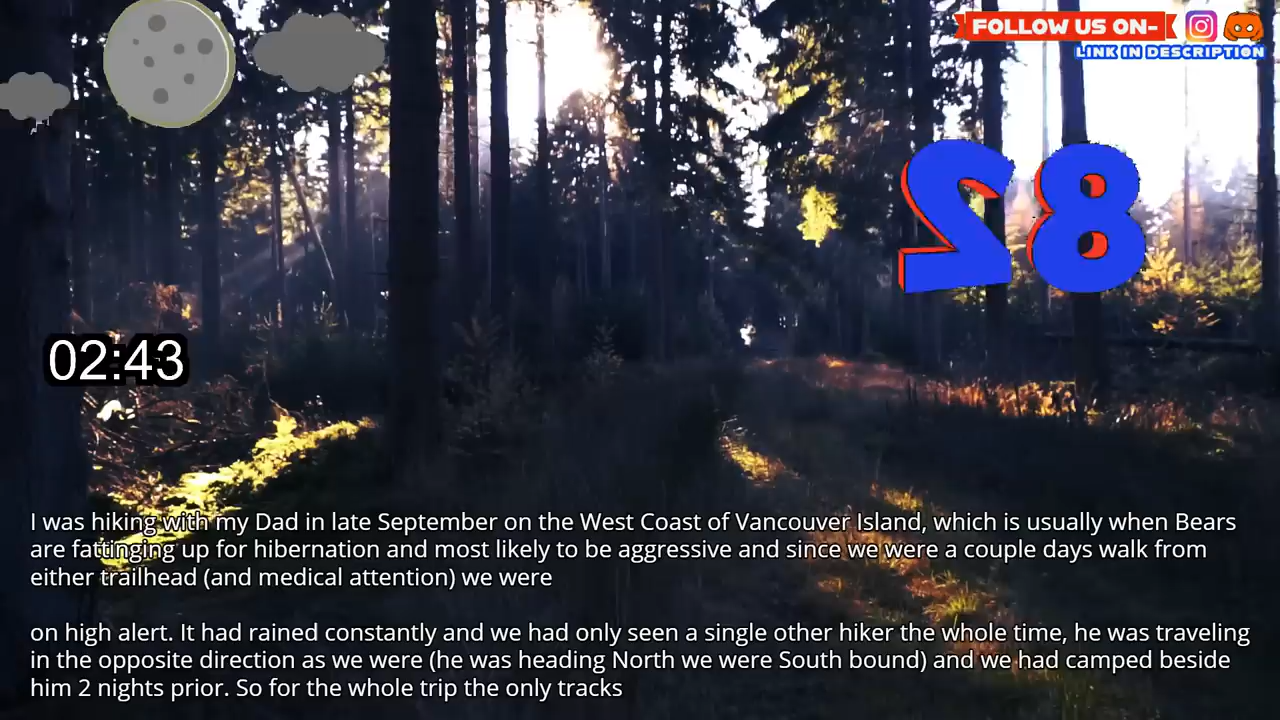 FOLLOW US ON-
LINK IN DESCRIPTION
28
02:43
I was hiking with my Dad in late September on the West Coast of Vancouver Island, which is usually when Bears
are fattinging up for hibernation and most likely to be aggressive and since we were a couple days walk from
either trailhead (and medical attention) we were
on high alert. It had rained constantly and we had only seen a single other hiker the whole time, he was traveling
in the opposite direction as we were (he was heading North we were South bound) and we had camped beside
him 2 nights prior. So for the whole trip the only tracks